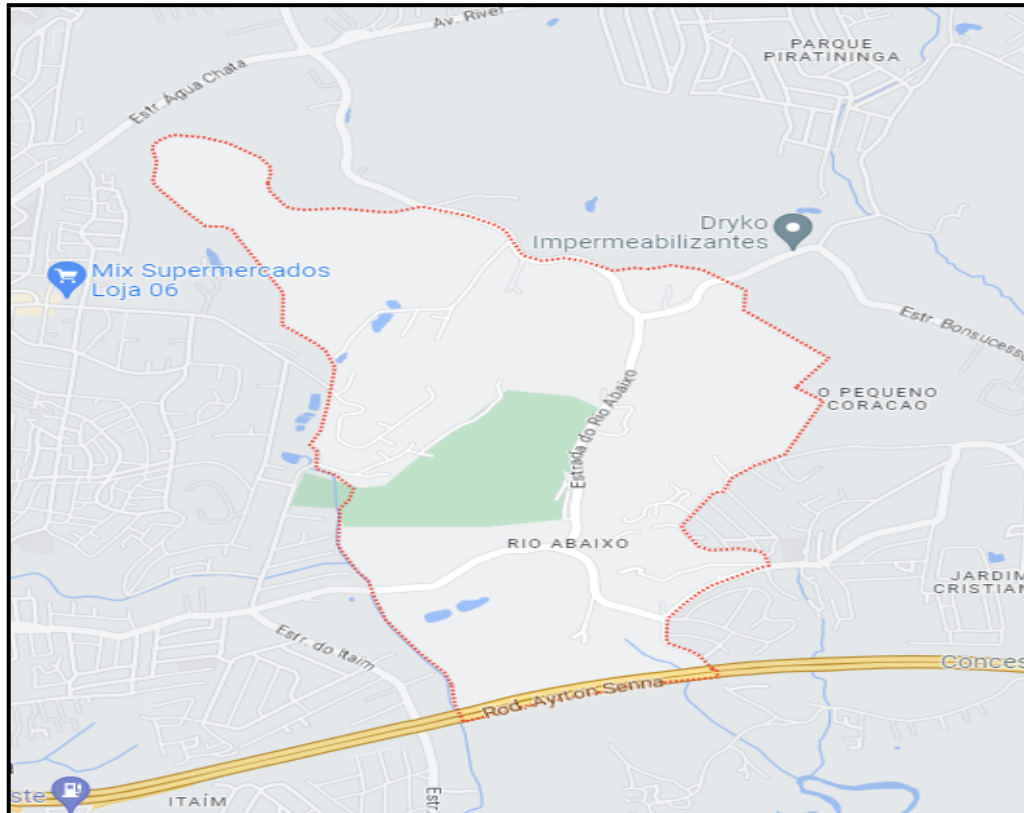 Av. River
PARQUE
PIRATININGA
Estr. Água Chata
Dryko
Impermeabilizantes
Mix Supermercados
Loja 06
Estr. Bonsucesso
O PEQUENO
CORACAO
Estrada do Rio Abaixo
RIO ABAIXO
JARDIM
CRISTIAN
Estr. do Itaim
Conces
Rod. Ayrton Senna
ste
ITAÍM
Estr.